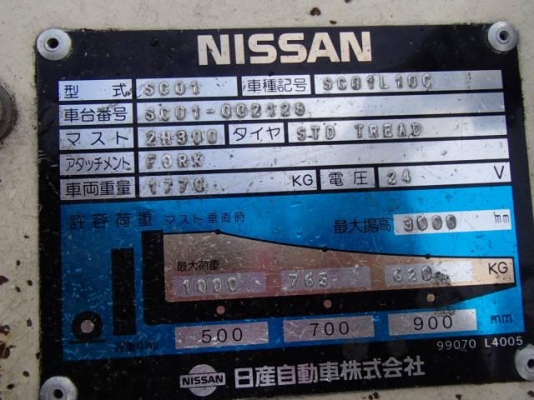 NISSAN
型式 SC01 車種記号 SC01L10C
車台番号 SC01-002129
マスト 2H300 タイヤ STD TREAD
アタッチメント FORK
車両重量 1770 KG 電圧 24 V
許容荷重 マスト垂直時 最大揚高 3000 mm
最大荷重 KG
1000 765 620
500 700 900 mm
99070 L4005
NISSAN 日産自動車株式会社